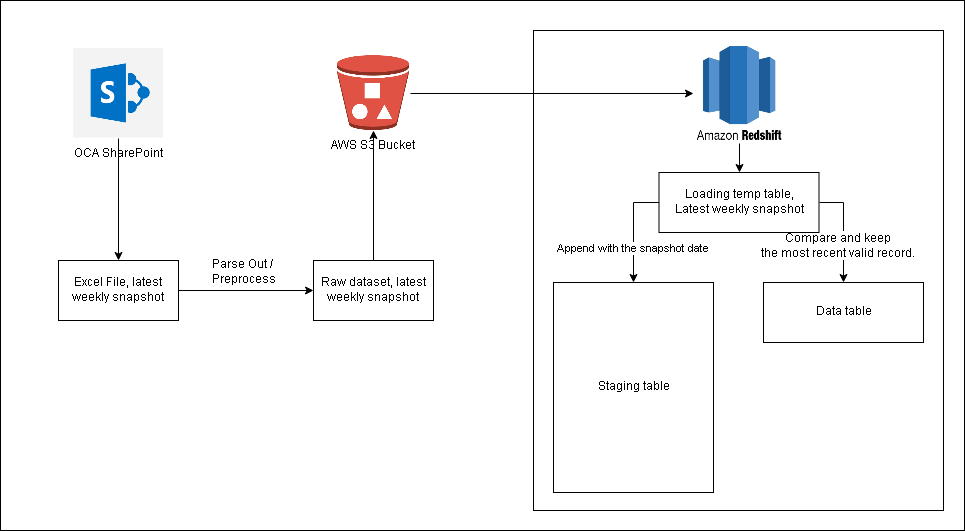 S
OCA SharePoint
AWS S3 Bucket
Amazon Redshift
Loading temp table,
Latest weekly snapshot
Append with the snapshot date
Compare and keep
the most recent valid record.
Excel File, latest
weekly snapshot
Parse Out /
Preprocess
Raw dataset, latest
weekly snapshot
Data table
Staging table